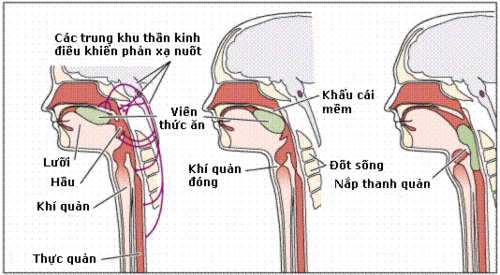 Các trung khu thần kinh
điều khiển phản xạ nuốt
Viên
thức ăn
Lưỡi
Hầu
Khí quản
Thực quản
Khẩu cái
mềm
Khí quản
đóng
Đốt sống
Nắp thanh quản